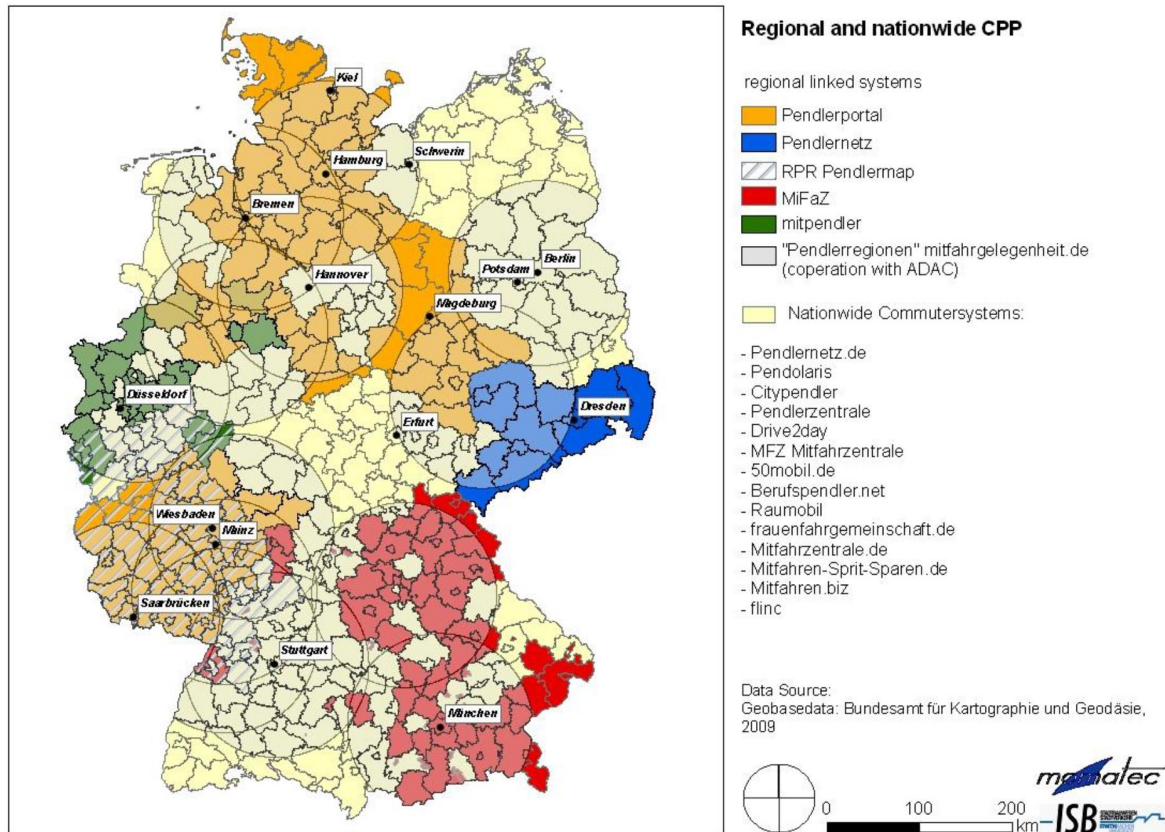 Regional and nationwide CPP
regional linked systems
Pendlerportal
Pendlernetz
RPR Pendlermap
MiFaZ
mitpendler
"Pendlerregionen" mitfahrgelegenheit.de
(coperation with ADAC)
Nationwide Commutersystems:
- Pendlernetz.de
- Pendolaris
- Citypendler
- Pendlerzentrale
- Drive2day
- MFZ Mitfahrzentrale
- 50mobil.de
- Berufspendler.net
- Raumobil
- frauenfahrgemeinschaft.de
- Mitfahrzentrale.de
- Mitfahren-Sprit-Sparen.de
- Mitfahren.biz
- flinc
Data Source:
Geobasedata: Bundesamt für Kartographie und Geodäsie,
2009
0 100 200
km
ISB
Kiel
Schwerin
Hamburg
Bremen
Berlin
Potsdam
Hannover
Magdeburg
Düsseldorf
Dresden
Erfurt
Wiesbaden
Mainz
Saarbrücken
Stuttgart
München